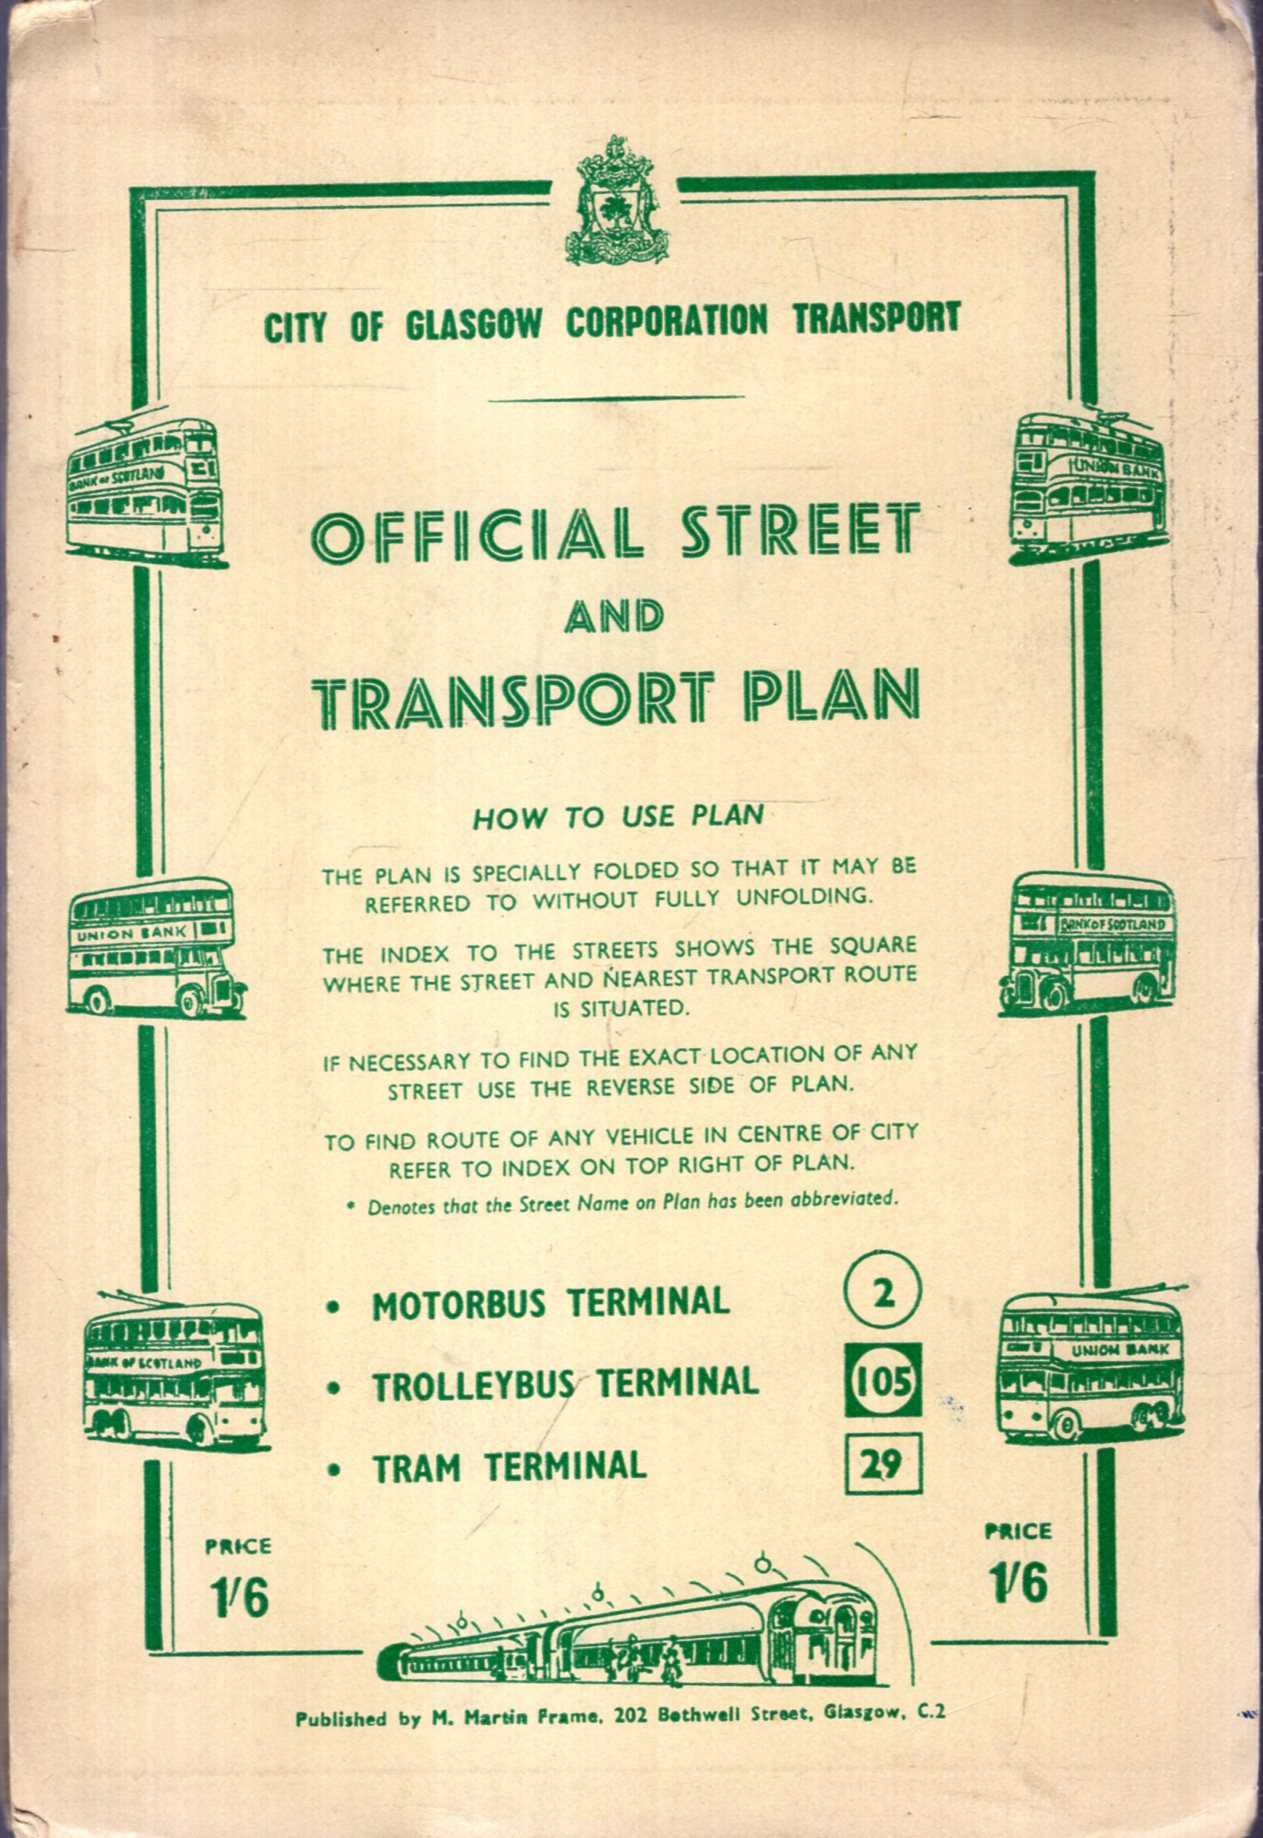 CITY OF GLASGOW CORPORATION TRANSPORT
BANK OF SCOTLAND
UNION BANK
OFFICIAL STREET
AND
TRANSPORT PLAN
HOW TO USE PLAN
THE PLAN IS SPECIALLY FOLDED SO THAT IT MAY BE
REFERRED TO WITHOUT FULLY UNFOLDING.
UNION BANK
BANK OF SCOTLAND
THE INDEX TO THE STREETS SHOWS THE SQUARE
WHERE THE STREET AND NEAREST TRANSPORT ROUTE
IS SITUATED.
IF NECESSARY TO FIND THE EXACT LOCATION OF ANY
STREET USE THE REVERSE SIDE OF PLAN.
TO FIND ROUTE OF ANY VEHICLE IN CENTRE OF CITY
REFER TO INDEX ON TOP RIGHT OF PLAN.
* Denotes that the Street Name on Plan has been abbreviated.
• MOTORBUS TERMINAL 2
BANK OF SCOTLAND
UNION BANK
• TROLLEYBUS TERMINAL 105
• TRAM TERMINAL 29
PRICE
1/6
PRICE
1/6
Published by M. Martin Frame, 202 Bothwell Street, Glasgow, C.2